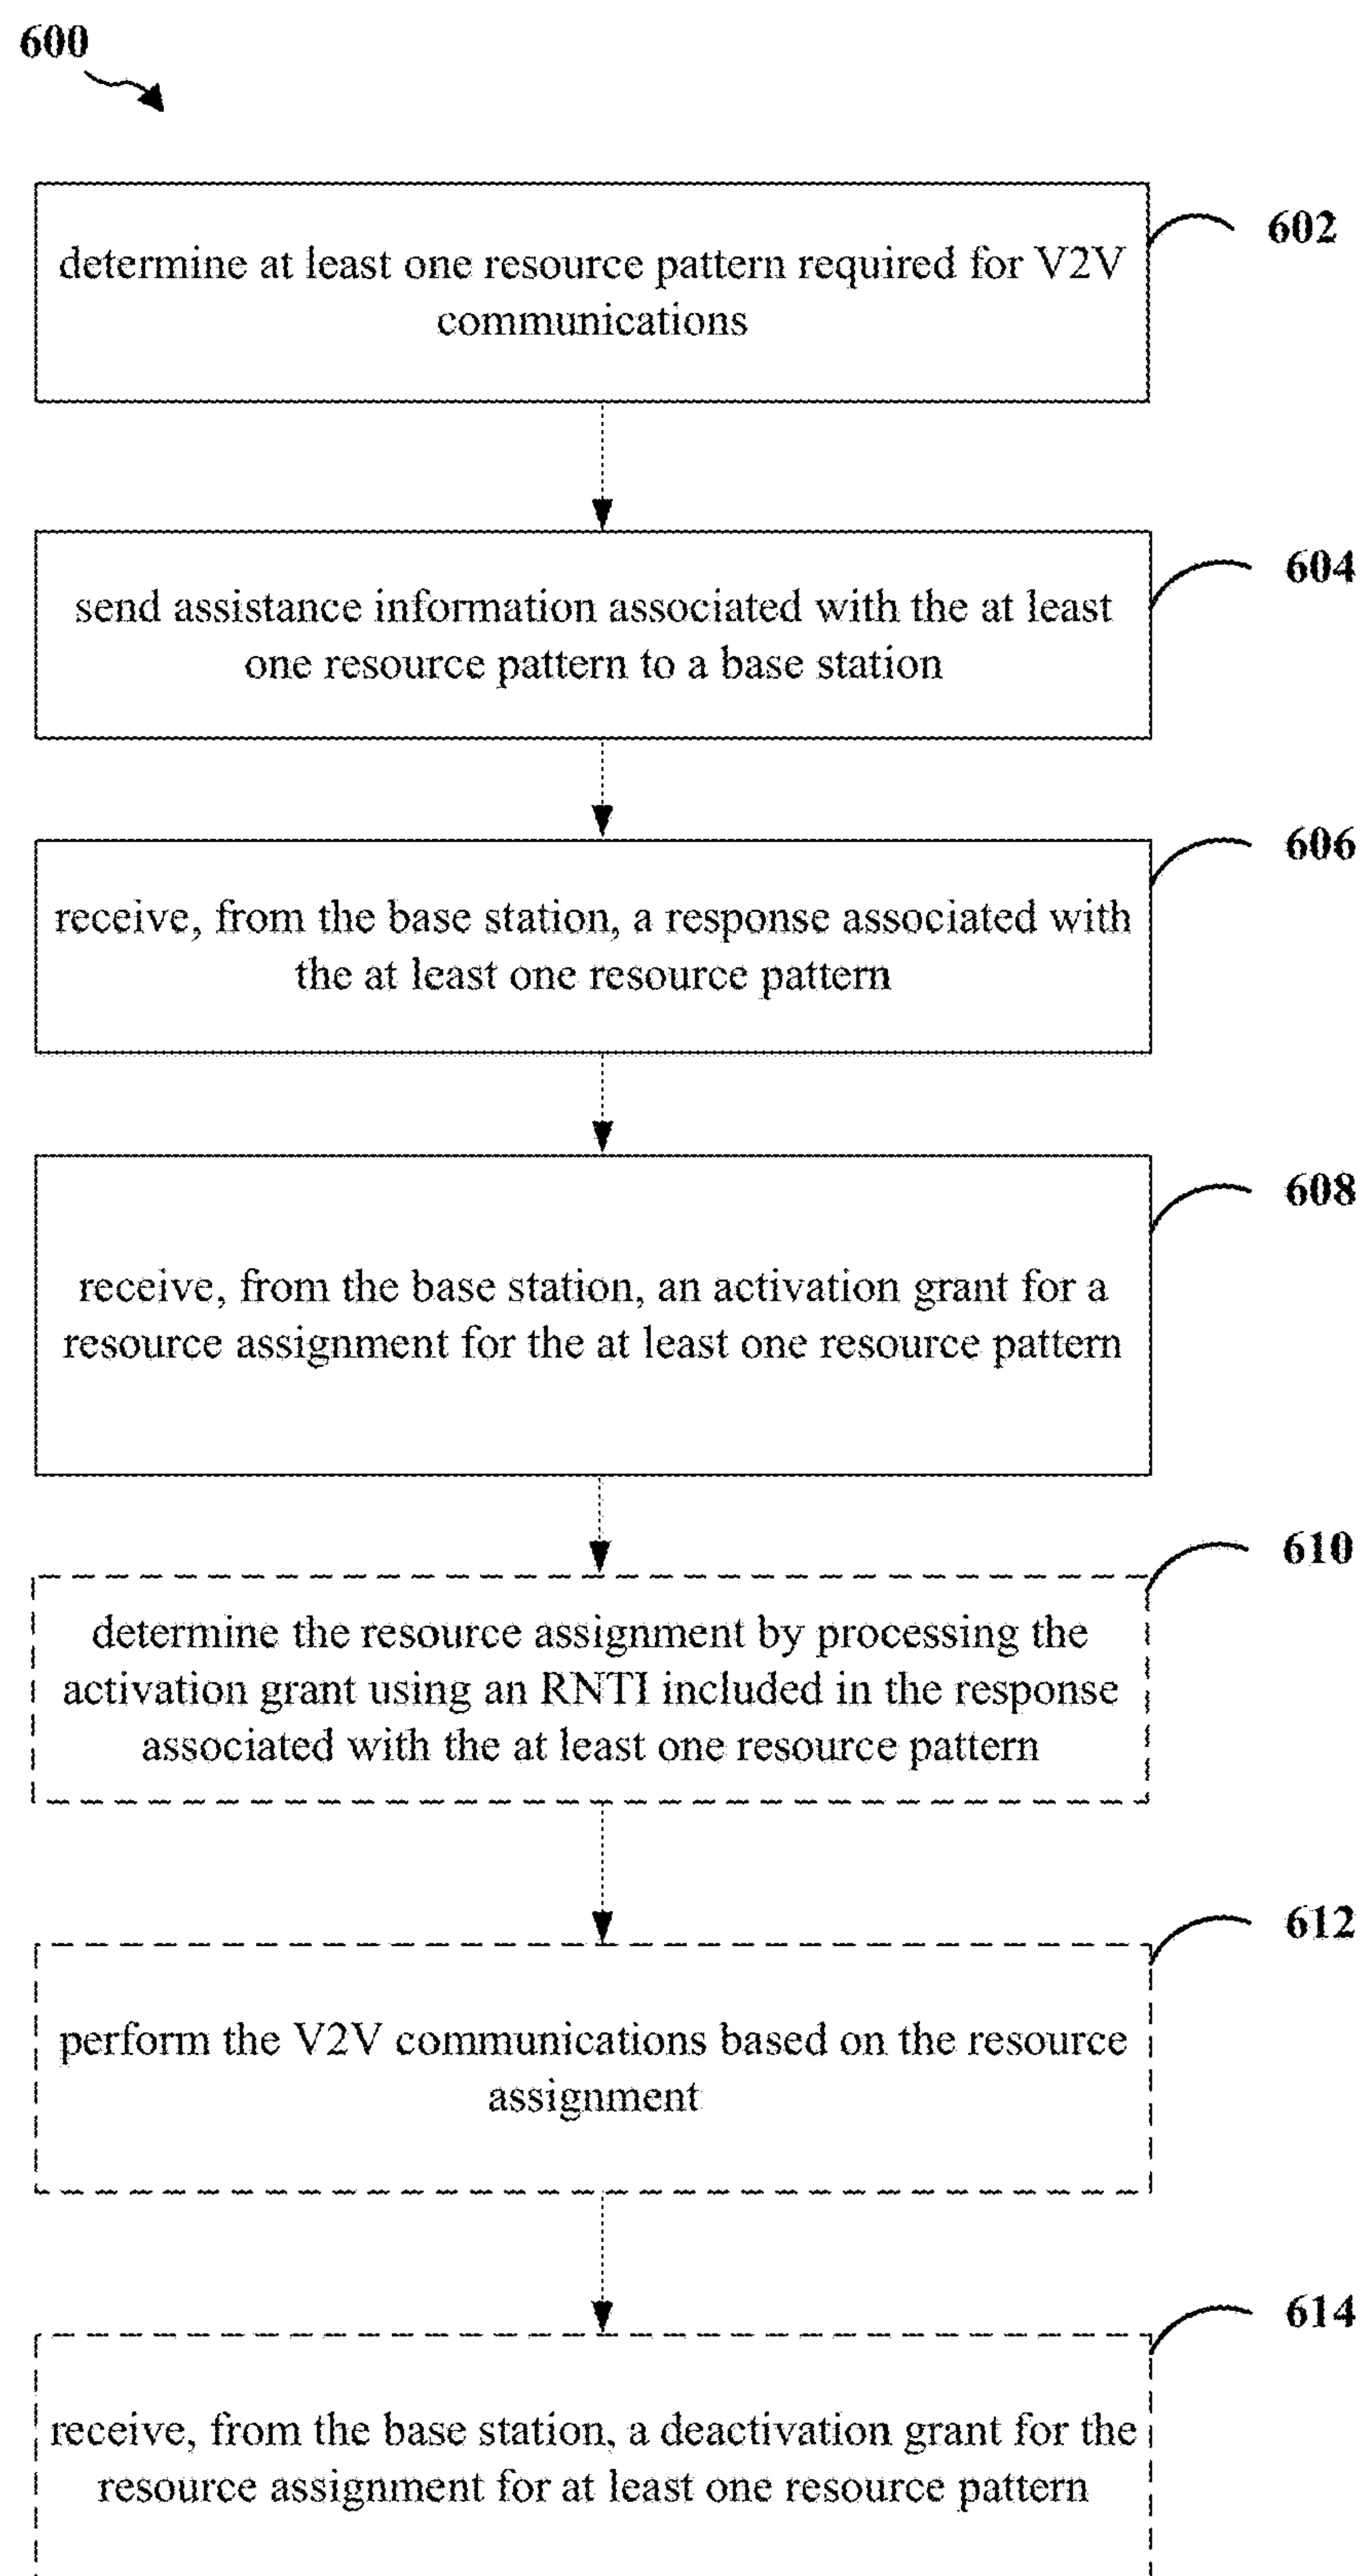 600
602
determine at least one resource pattern required for V2V
communications
604
send assistance information associated with the at least
one resource pattern to a base station
606
receive, from the base station, a response associated with
the at least one resource pattern
608
receive, from the base station, an activation grant for a
resource assignment for the at least one resource pattern
610
determine the resource assignment by processing the
activation grant using an RNTI included in the response
associated with the at least one resource pattern
612
perform the V2V communications based on the resource
assignment
614
receive, from the base station, a deactivation grant for the
resource assignment for at least one resource pattern